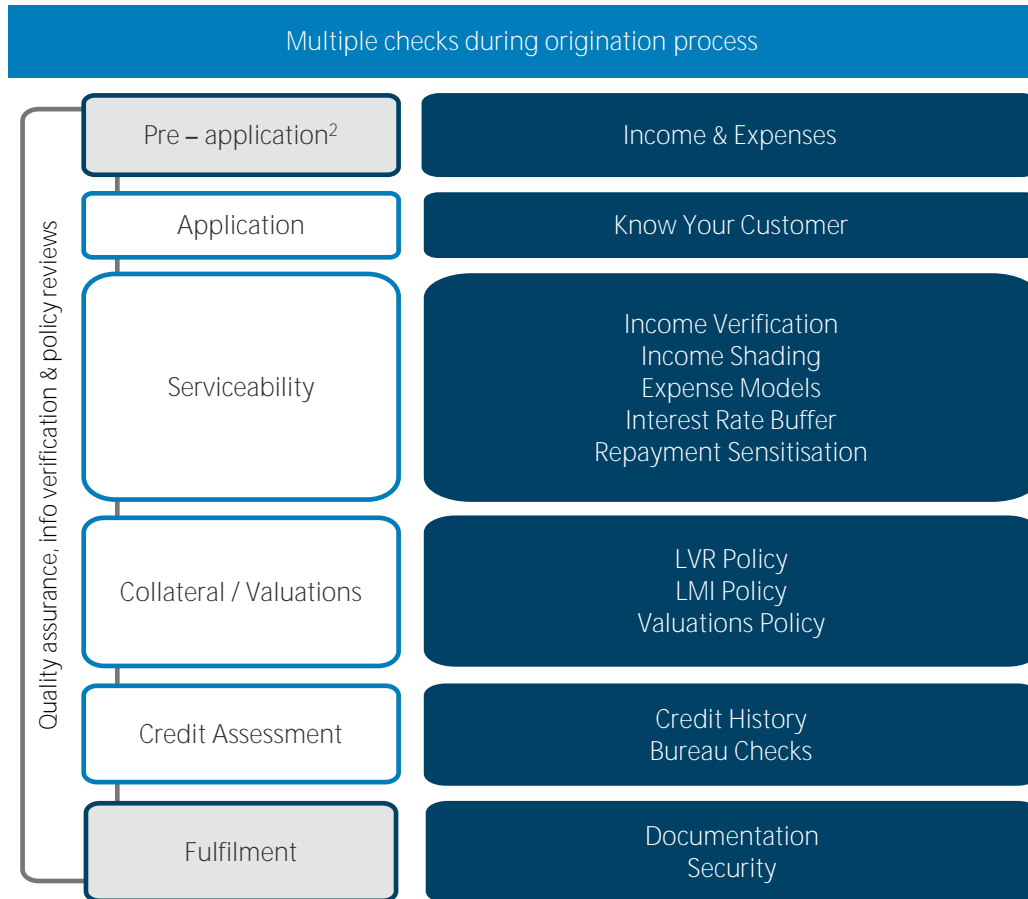 Multiple checks during origination process
Quality assurance, info verification & policy reviews
Pre – application²
Income & Expenses
Application
Know Your Customer
Serviceability
Income Verification
Income Shading
Expense Models
Interest Rate Buffer
Repayment Sensitisation
Collateral / Valuations
LVR Policy
LMI Policy
Valuations Policy
Credit Assessment
Credit History
Bureau Checks
Fulfilment
Documentation
Security